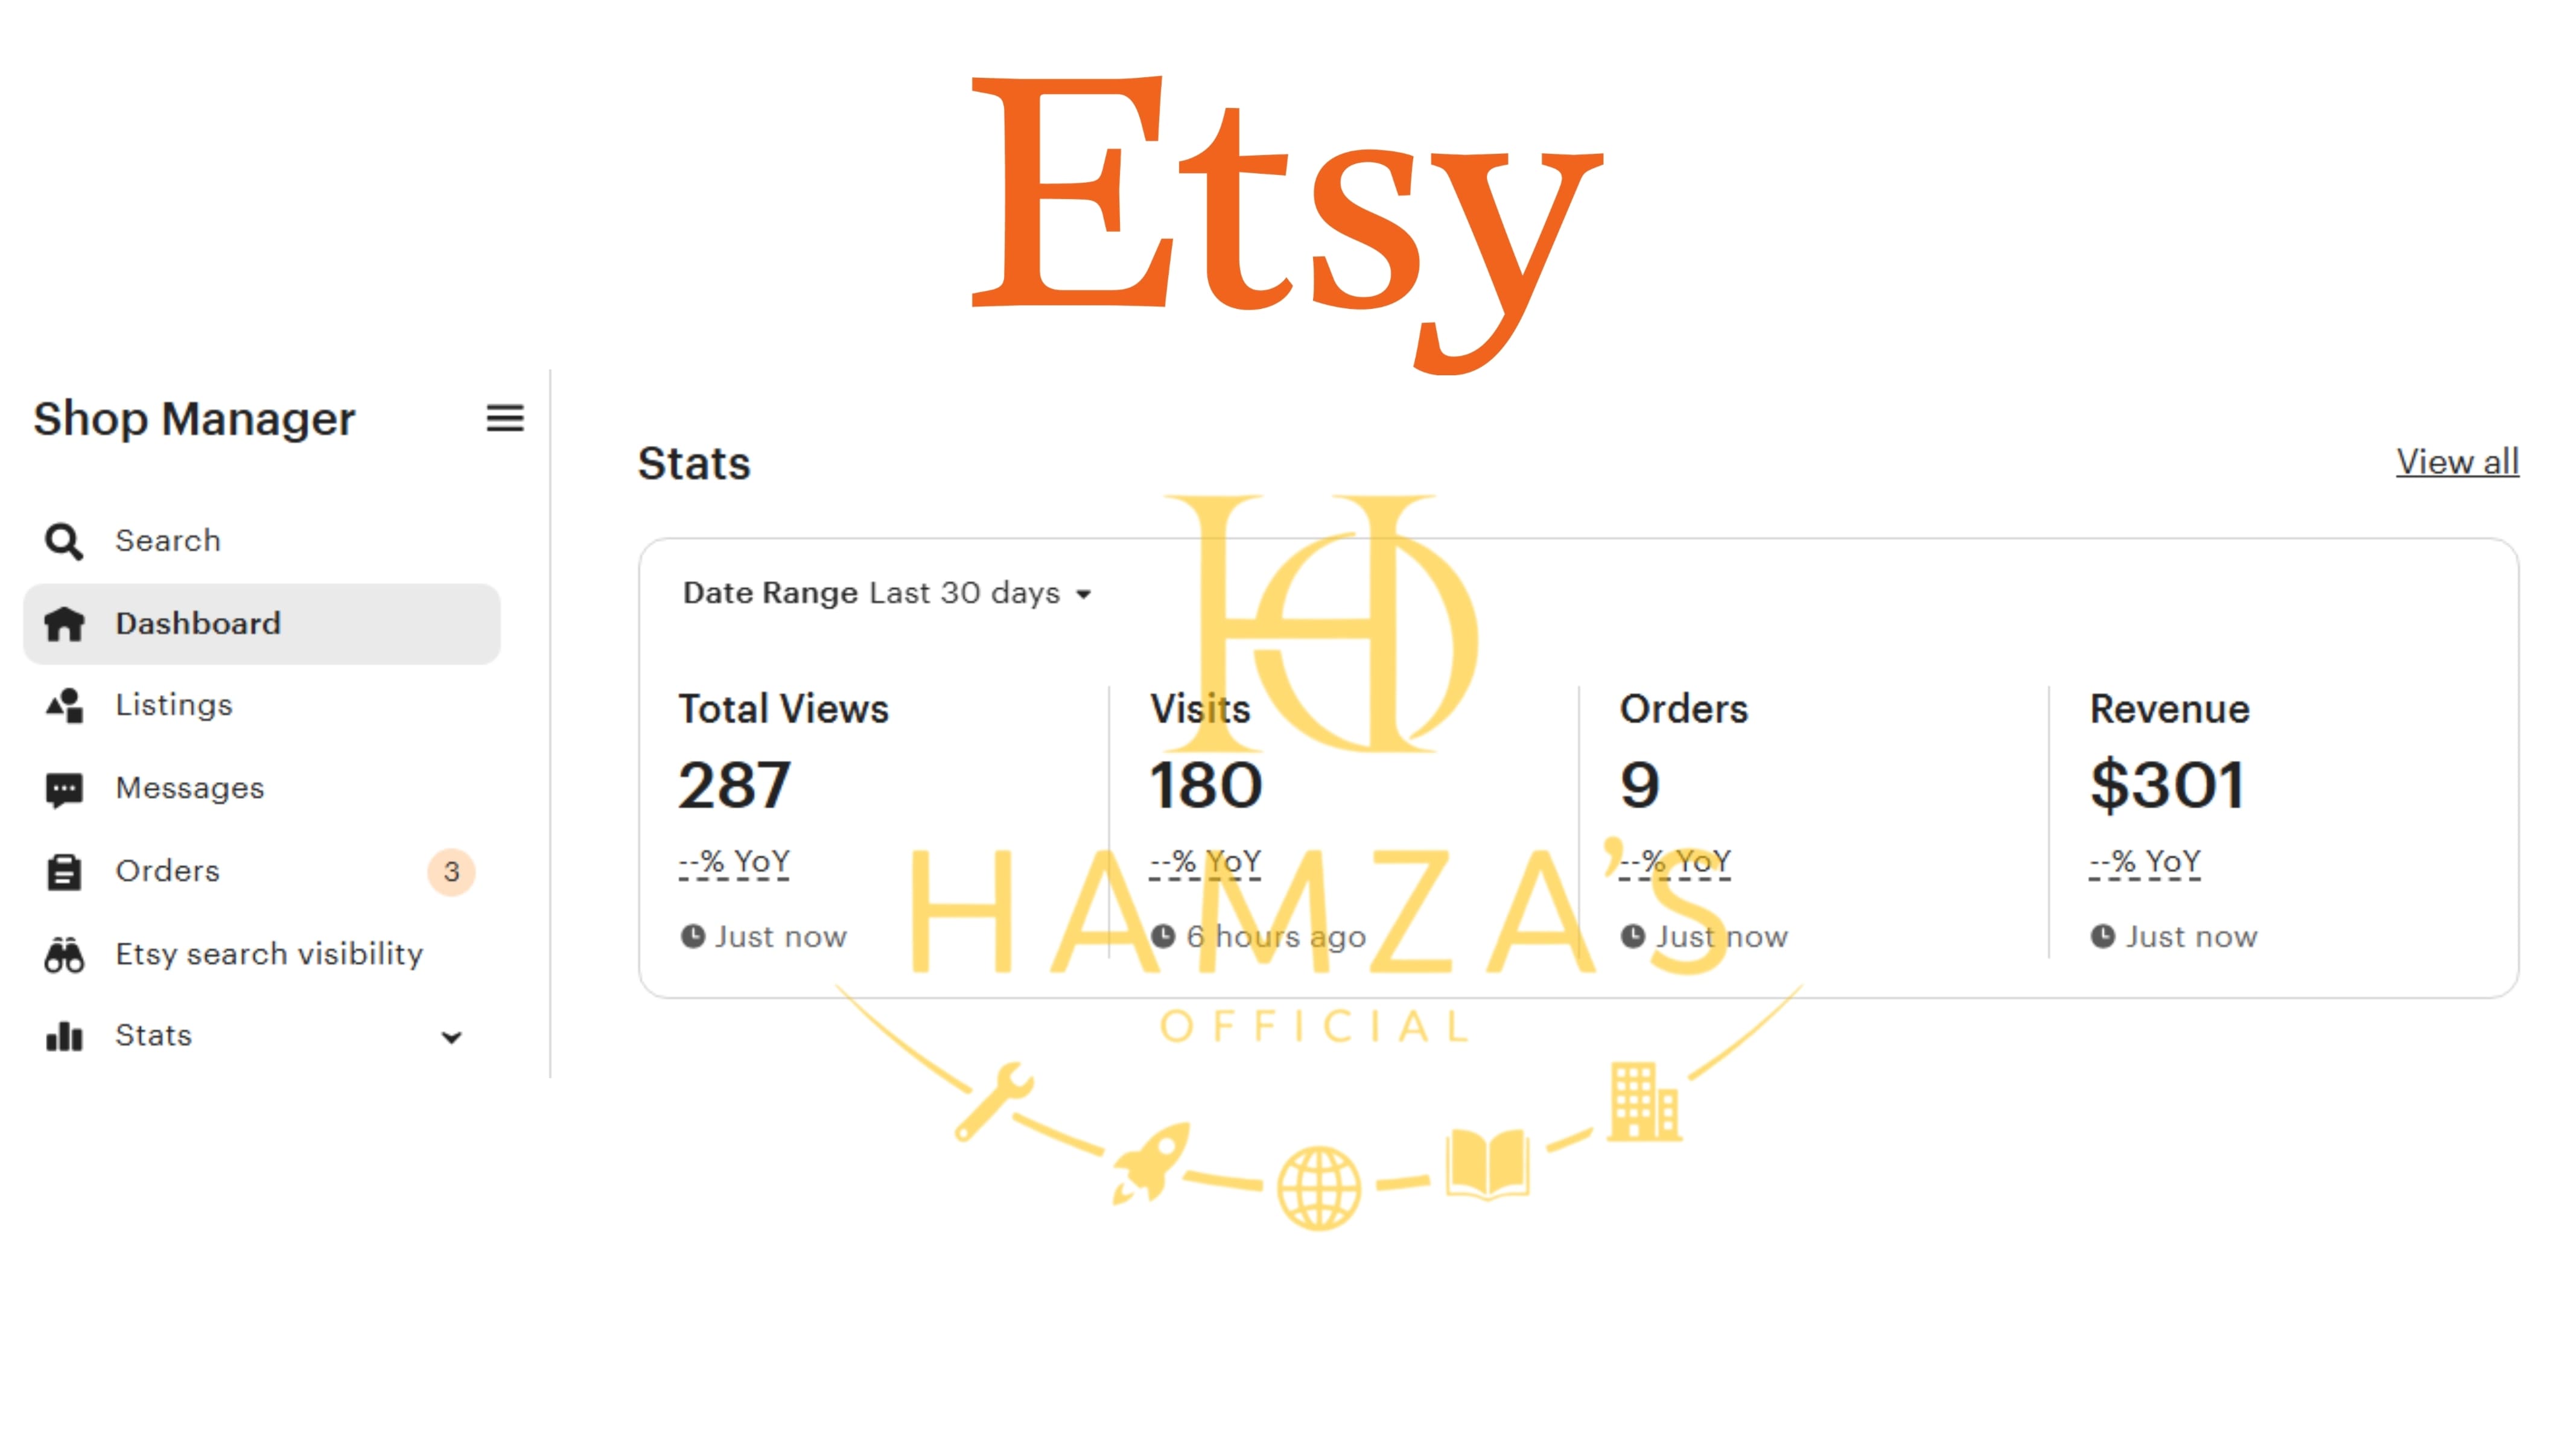 Etsy
Shop Manager
Search
Dashboard
Listings
Messages
Orders 3
Etsy search visibility
Stats
Stats View all
Date Range Last 30 days
Total Views Visits Orders Revenue
287 180 9 $301
--% YoY --% YoY --% YoY --% YoY
Just now 6 hours ago Just now Just now
HAMZA'S
OFFICIAL